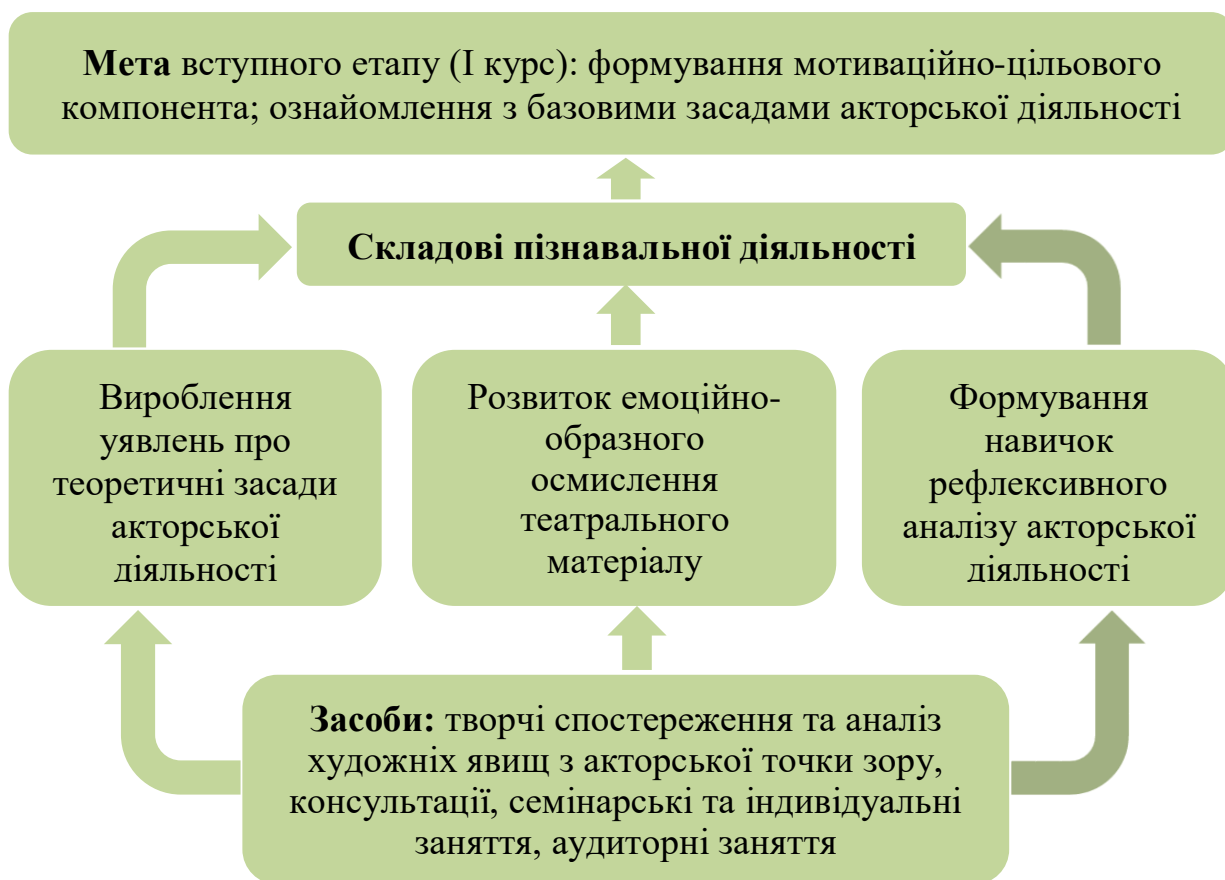 Мета вступного етапу (І курс): формування мотиваційно-цільового
компонента; ознайомлення з базовими засадами акторської діяльності
Складові пізнавальної діяльності
Вироблення
уявлень про
теоретичні засади
акторської
діяльності
Розвиток емоційно-
образного
осмислення
театрального
матеріалу
Формування
навичок
рефлексивного
аналізу акторської
діяльності
Засоби: творчі спостереження та аналіз
художніх явищ з акторської точки зору,
консультації, семінарські та індивідуальні
заняття, аудиторні заняття